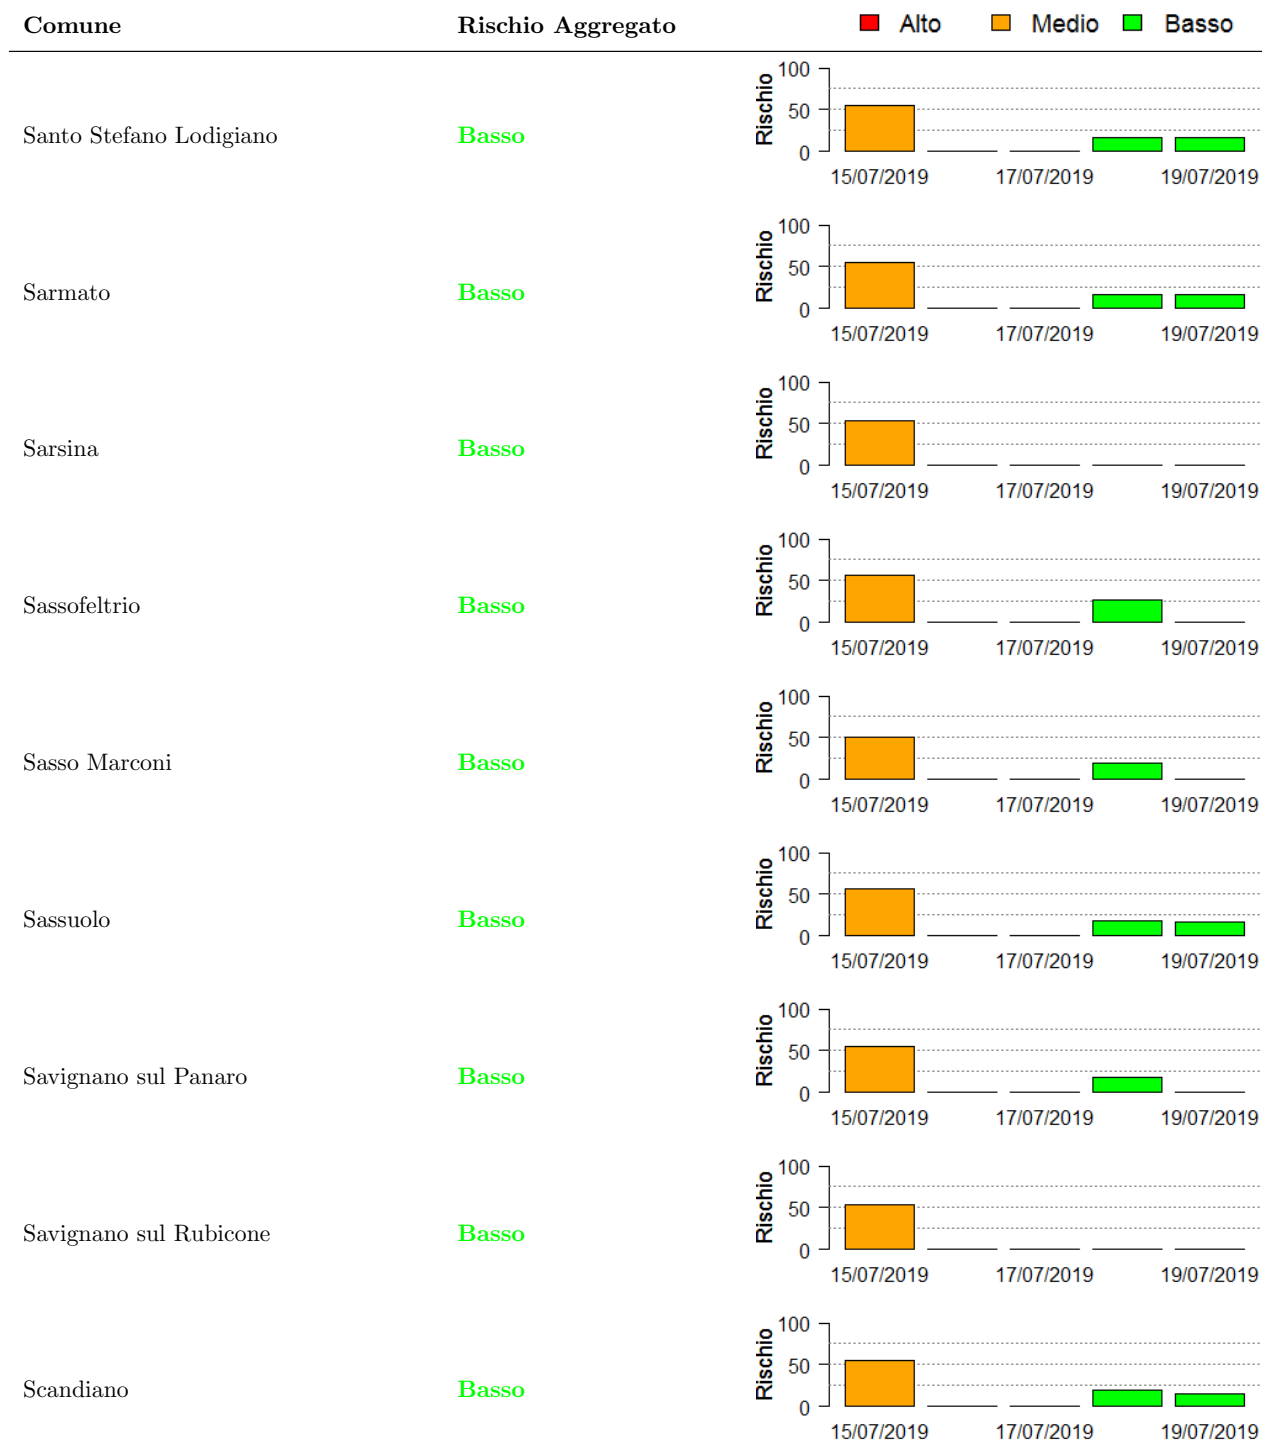 Comune Rischio Aggregato Alto Medio Basso
Santo Stefano Lodigiano Basso
Rischio
100
50
0
15/07/2019 17/07/2019 19/07/2019
Sarmato Basso
Rischio
100
50
0
15/07/2019 17/07/2019 19/07/2019
Sarsina Basso
Rischio
100
50
0
15/07/2019 17/07/2019 19/07/2019
Sassofeltrio Basso
Rischio
100
50
0
15/07/2019 17/07/2019 19/07/2019
Sasso Marconi Basso
Rischio
100
50
0
15/07/2019 17/07/2019 19/07/2019
Sassuolo Basso
Rischio
100
50
0
15/07/2019 17/07/2019 19/07/2019
Savignano sul Panaro Basso
Rischio
100
50
0
15/07/2019 17/07/2019 19/07/2019
Savignano sul Rubicone Basso
Rischio
100
50
0
15/07/2019 17/07/2019 19/07/2019
Scandiano Basso
Rischio
100
50
0
15/07/2019 17/07/2019 19/07/2019